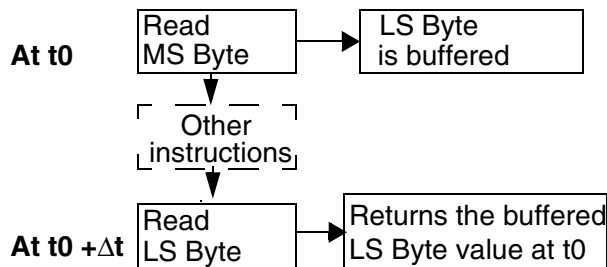 Read
MS Byte
LS Byte
is buffered
At t0
Other
instructions
Read
LS Byte
Returns the buffered
LS Byte value at t0
At t0 +Δt